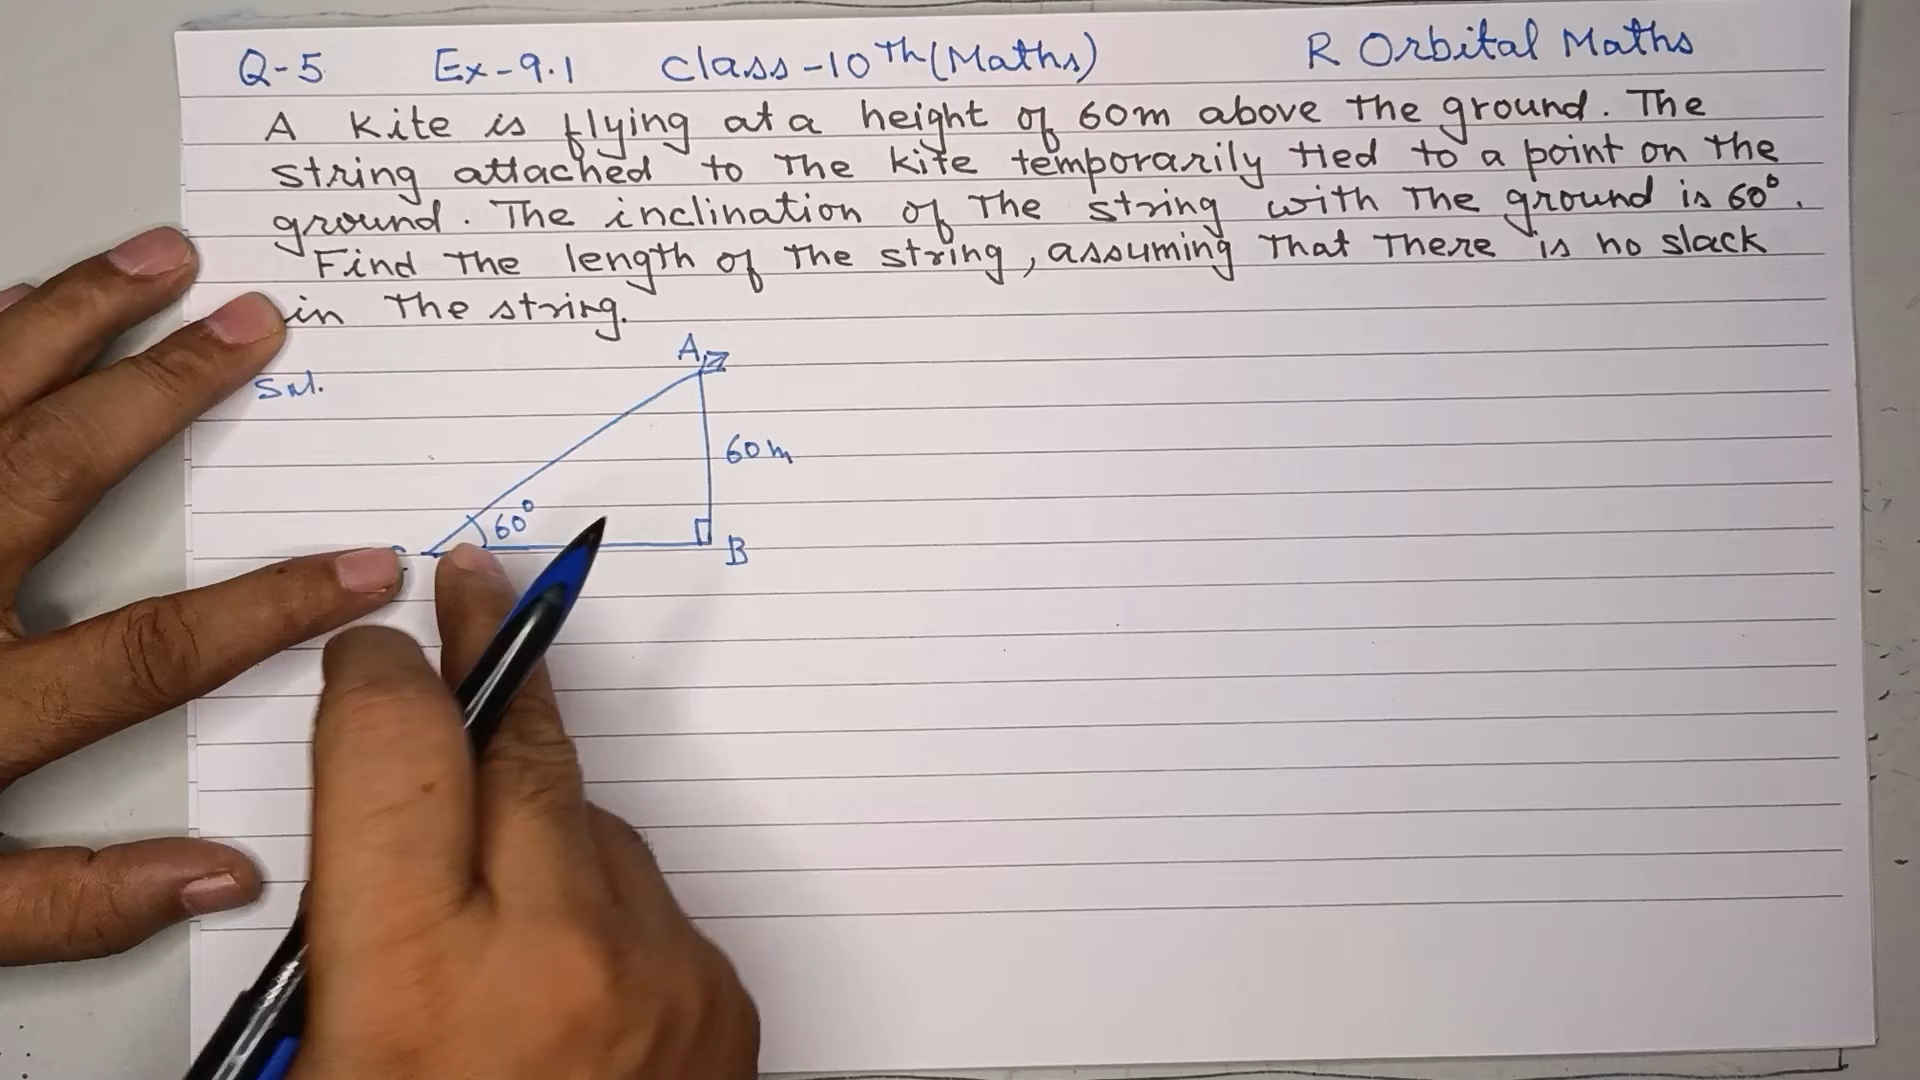 Q-5 Ex-9.1 Class-10Th (Maths) R Orbital Maths
A Kite is flying at a height of 60m above the ground. The
string attached to the kite temporarily tied to a point on the
ground. The inclination of the string with the ground is 60°.
Find the length of the string, assuming that there is no slack
in the string.
A
Sol.
60m
60°
B